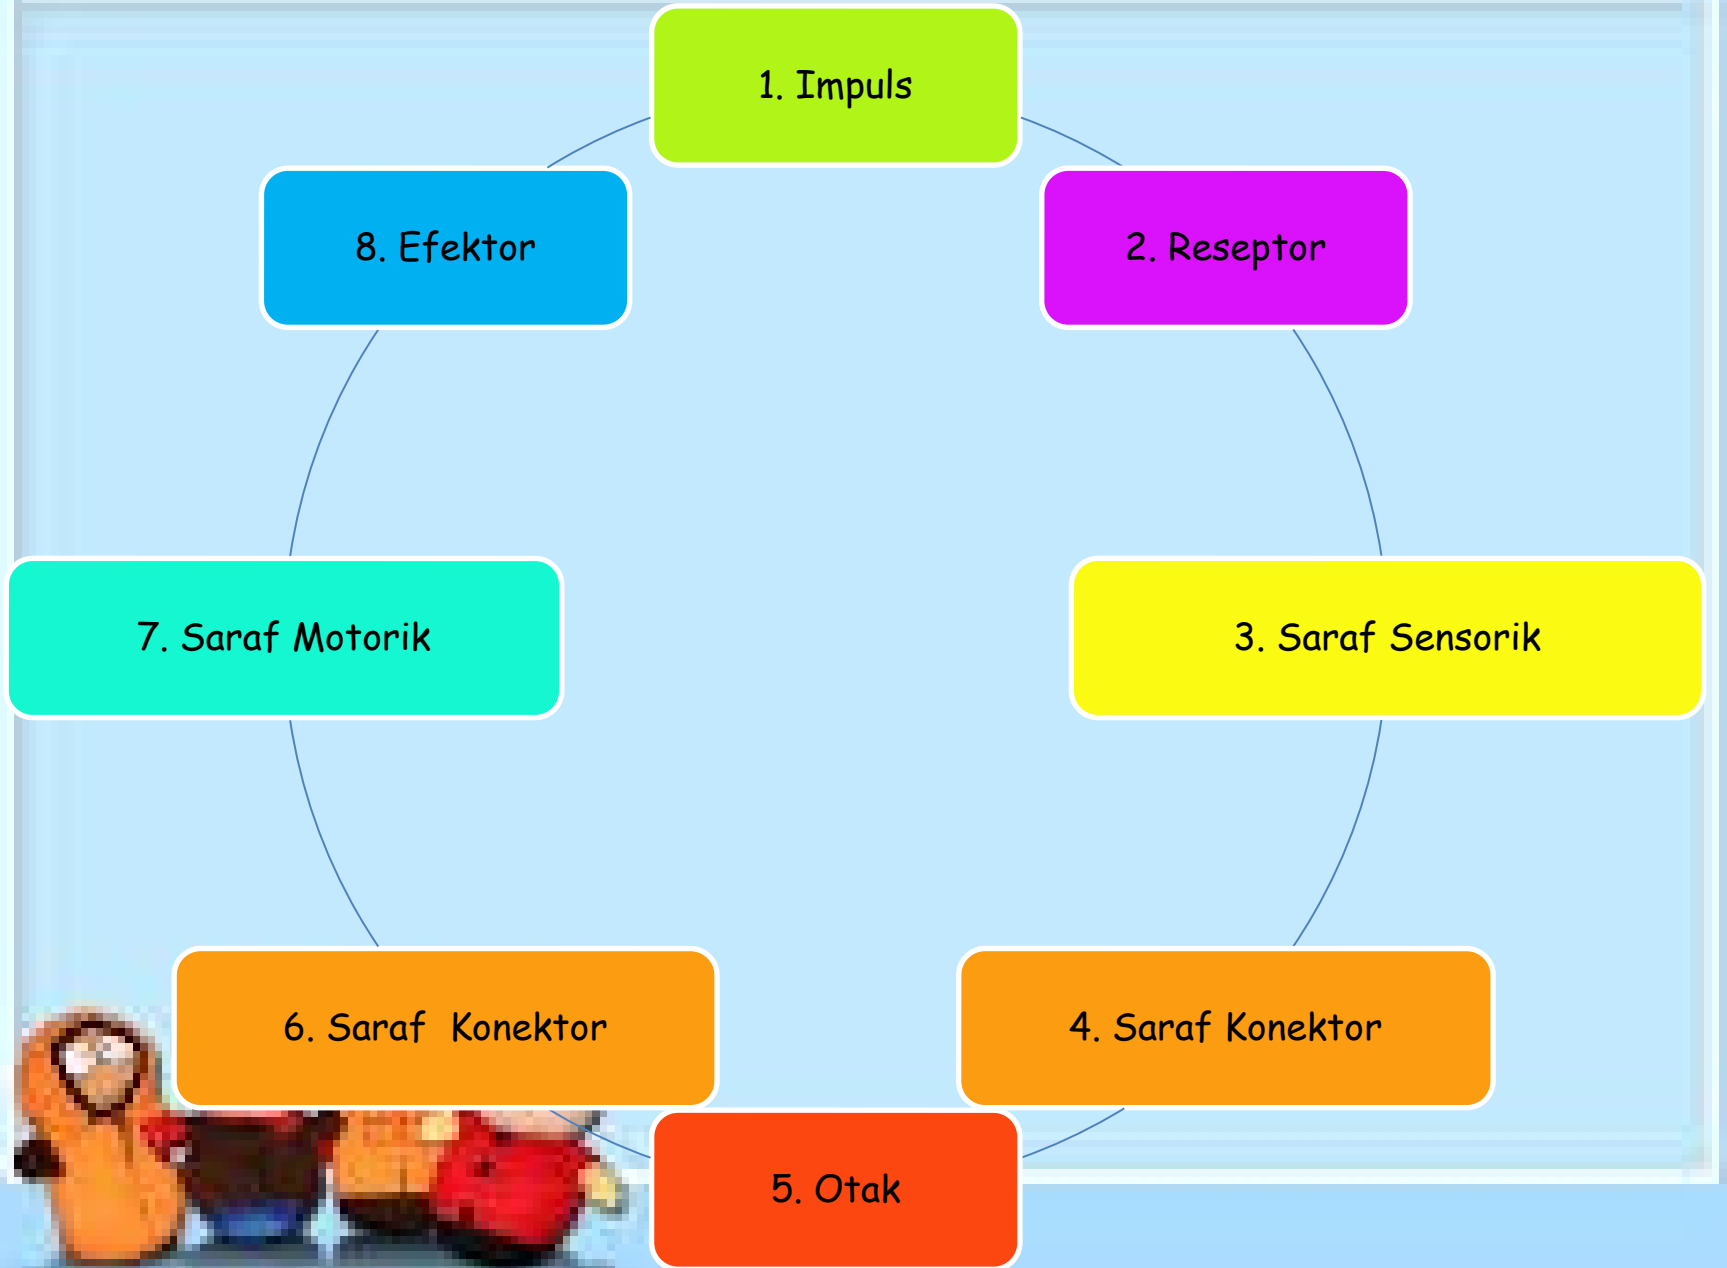 1. Impuls
2. Reseptor
3. Saraf Sensorik
4. Saraf Konektor
5. Otak
6. Saraf  Konektor
7. Saraf Motorik
8. Efektor